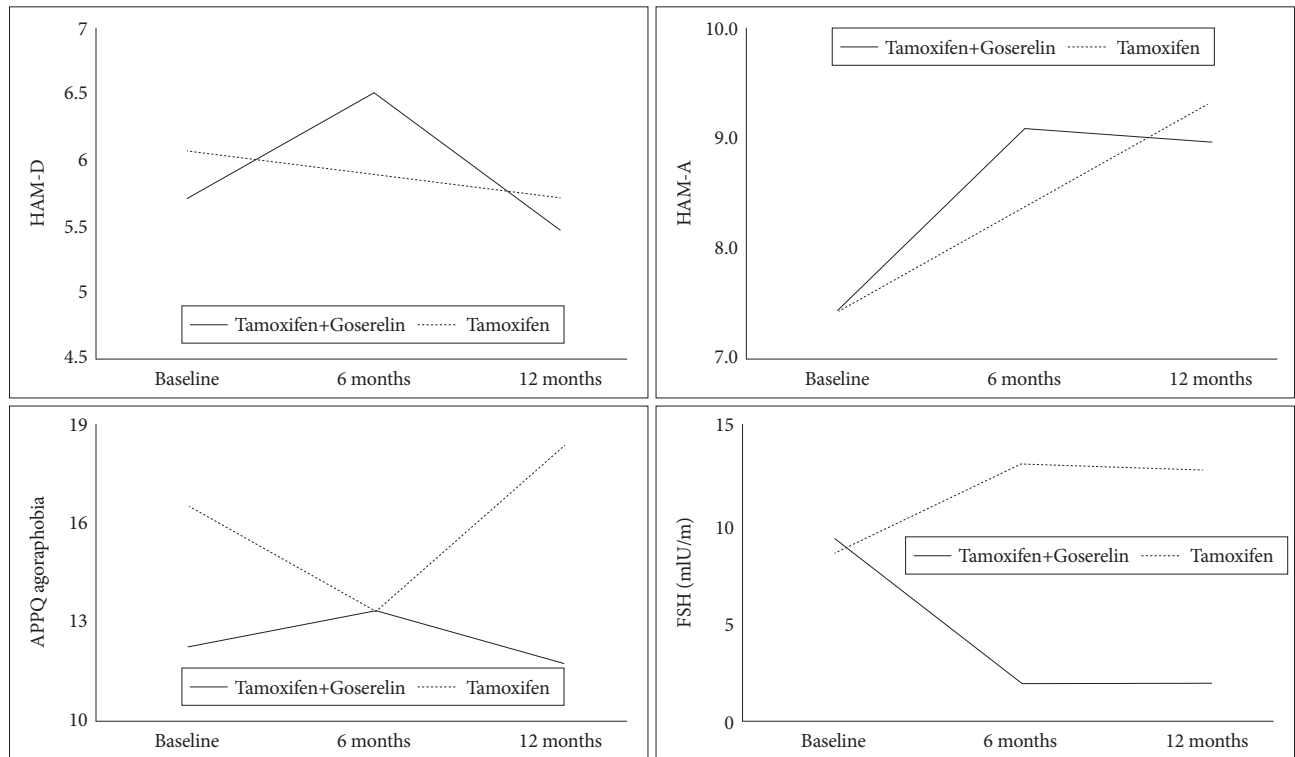 7
6.5
6
5.5
5
4.5
HAM-D
Tamoxifen+Goserelin Tamoxifen
Baseline 6 months 12 months
10.0
9.0
8.0
7.0
HAM-A
Tamoxifen+Goserelin Tamoxifen
Baseline 6 months 12 months
19
16
13
10
APPQ agoraphobia
Tamoxifen+Goserelin Tamoxifen
Baseline 6 months 12 months
15
10
5
0
FSH (mIU/m)
Tamoxifen+Goserelin Tamoxifen
Baseline 6 months 12 months